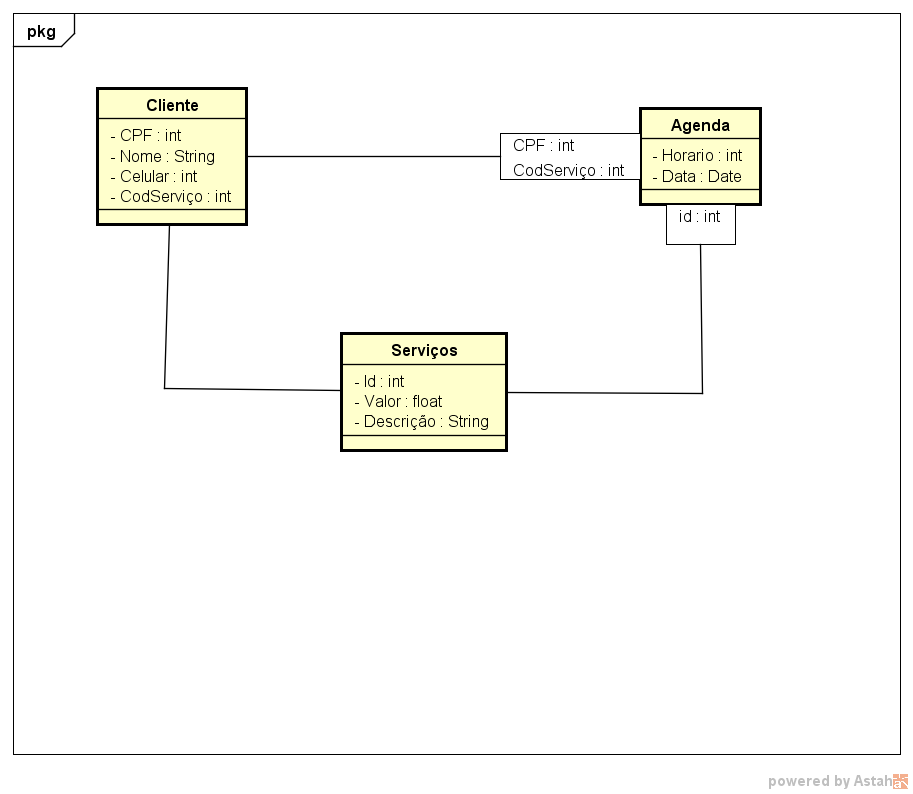 pkg
Cliente
- CPF : int
- Nome : String
- Celular : int
- CodServiço : int
CPF : int
CodServiço : int
Agenda
- Horario : int
- Data : Date
id : int
Serviços
- Id : int
- Valor : float
- Descrição : String
powered by Astah